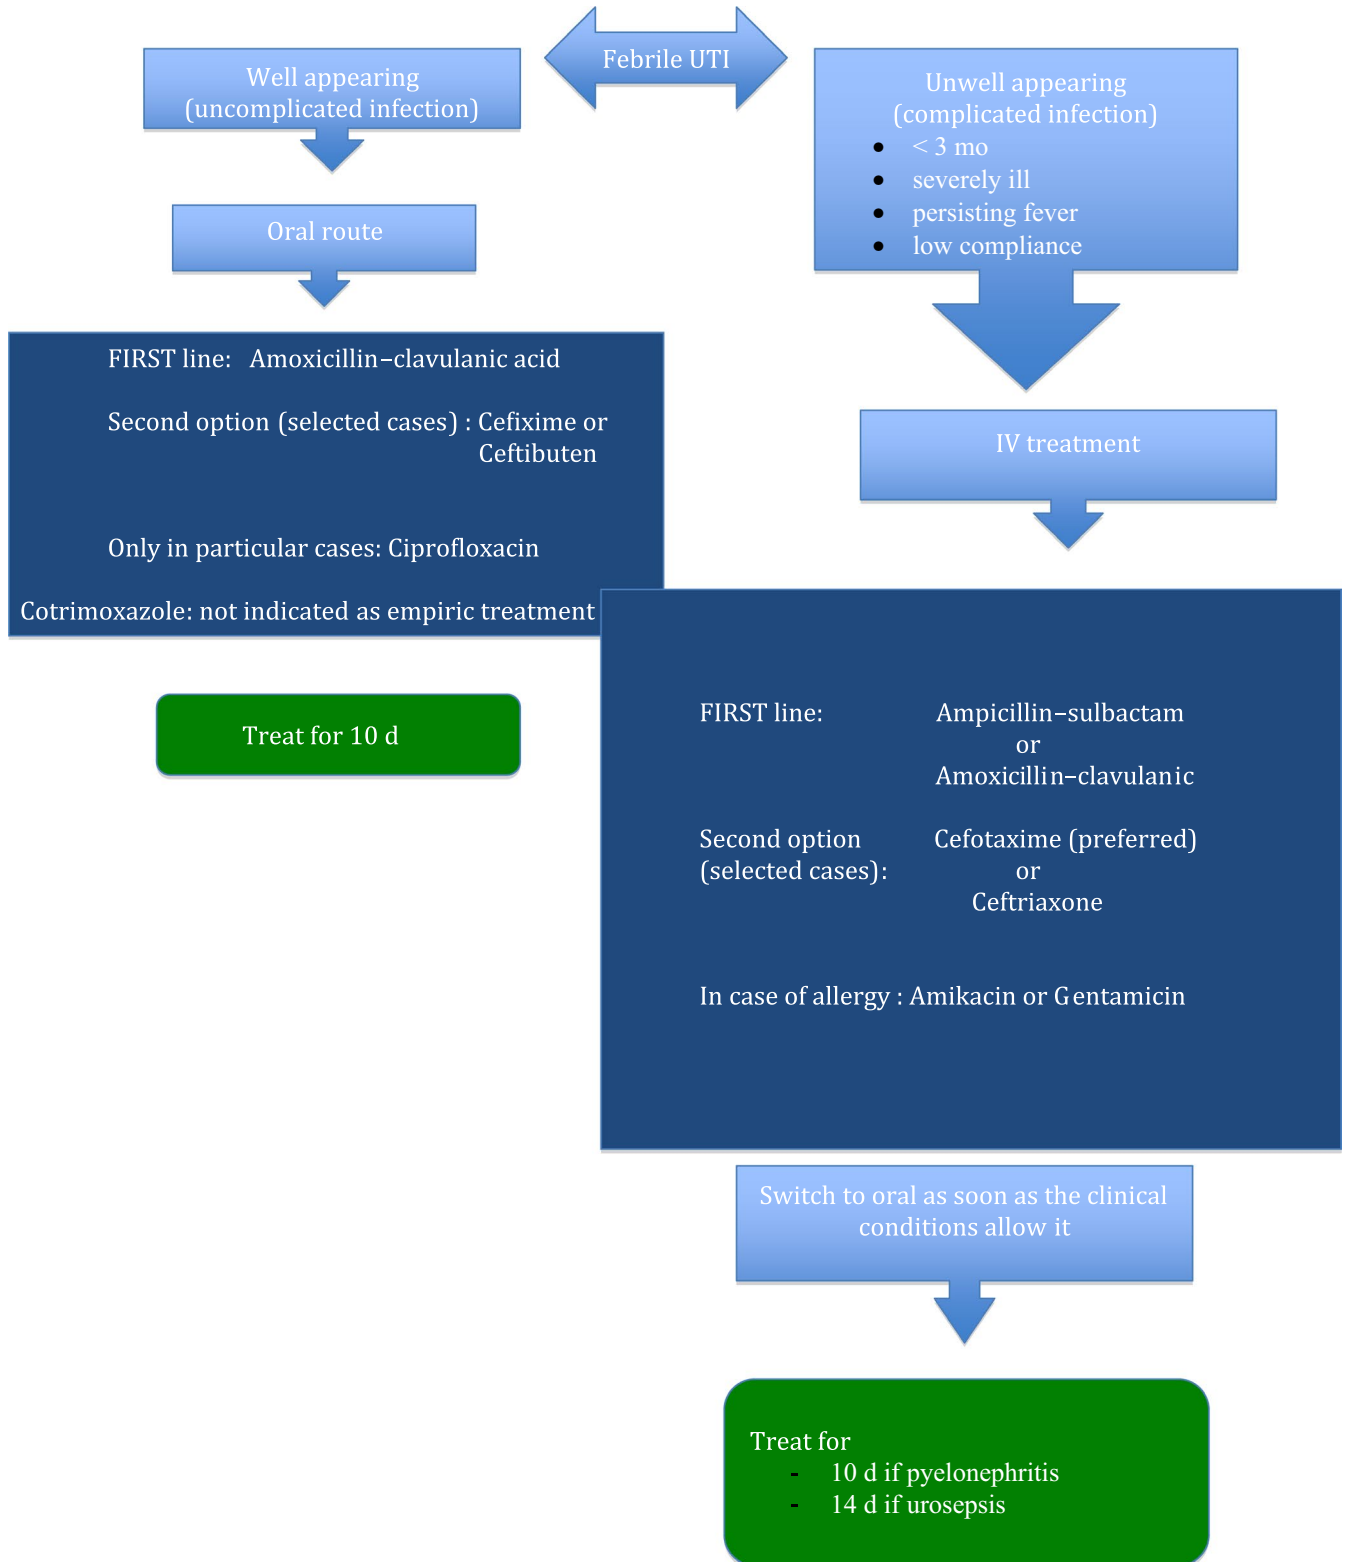 Febrile UTI
Well appearing
(uncomplicated infection)
Oral route
FIRST line: Amoxicillin–clavulanic acid
Second option (selected cases) : Cefixime or
Ceftibuten
Only in particular cases: Ciprofloxacin
Cotrimoxazole: not indicated as empiric treatment
Treat for 10 d
Unwell appearing
(complicated infection)
• < 3 mo
• severely ill
• persisting fever
• low compliance
IV treatment
FIRST line: Ampicillin–sulbactam
or
Amoxicillin–clavulanic
Second option Cefotaxime (preferred)
(selected cases): or
Ceftriaxone
In case of allergy : Amikacin or Gentamicin
Switch to oral as soon as the clinical
conditions allow it
Treat for
- 10 d if pyelonephritis
- 14 d if urosepsis